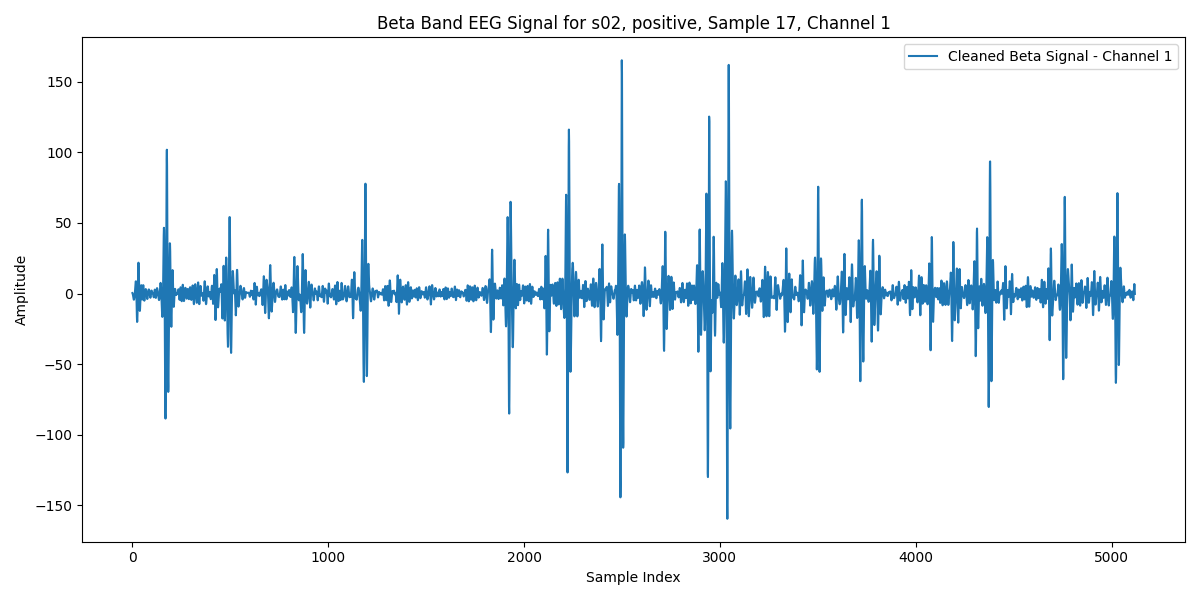 Beta Band EEG Signal for s02, positive, Sample 17, Channel 1
Cleaned Beta Signal - Channel 1
150
100
50
0
−50
−100
−150
Amplitude
0 1000 2000 3000 4000 5000
Sample Index